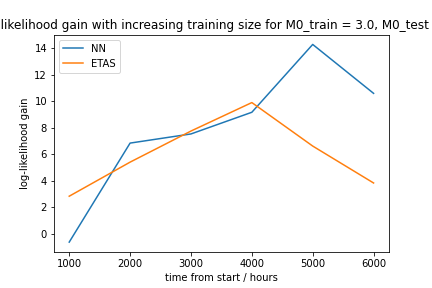 likelihood gain with increasing training size for M0_train = 3.0, M0_test
NN
ETAS
14
12
10
8
6
4
2
0
log-likelihood gain
1000 2000 3000 4000 5000 6000
time from start / hours